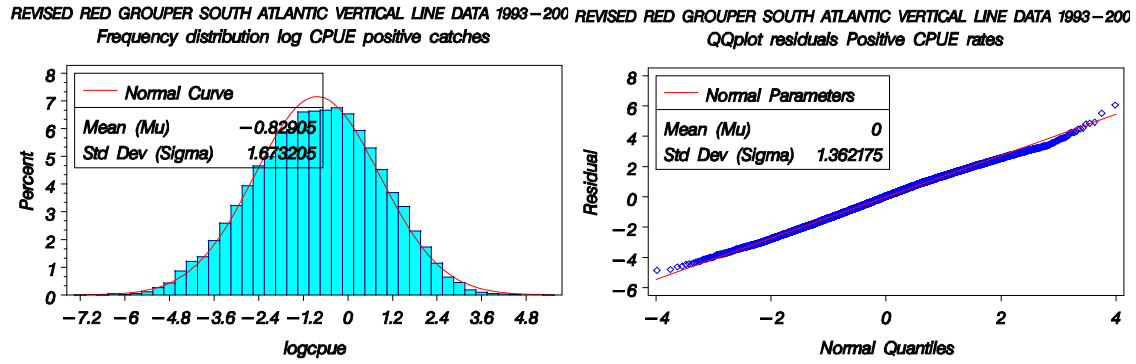 REVISED RED GROUPER SOUTH ATLANTIC VERTICAL LINE DATA 1993−200
Frequency distribution log CPUE positive catches
Percent
8
7
6
5
4
3
2
1
0
Normal Curve
Mean (Mu) −0.82905
Std Dev (Sigma) 1.673205
−7.2 −6 −4.8 −3.6 −2.4 −1.2 0 1.2 2.4 3.6 4.8
logcpue
REVISED RED GROUPER SOUTH ATLANTIC VERTICAL LINE DATA 1993−200
QQplot residuals Positive CPUE rates
Residual
8
6
4
2
0
−2
−4
−6
Normal Parameters
Mean (Mu) 0
Std Dev (Sigma) 1.362175
−4 −2 0 2 4
Normal Quantiles